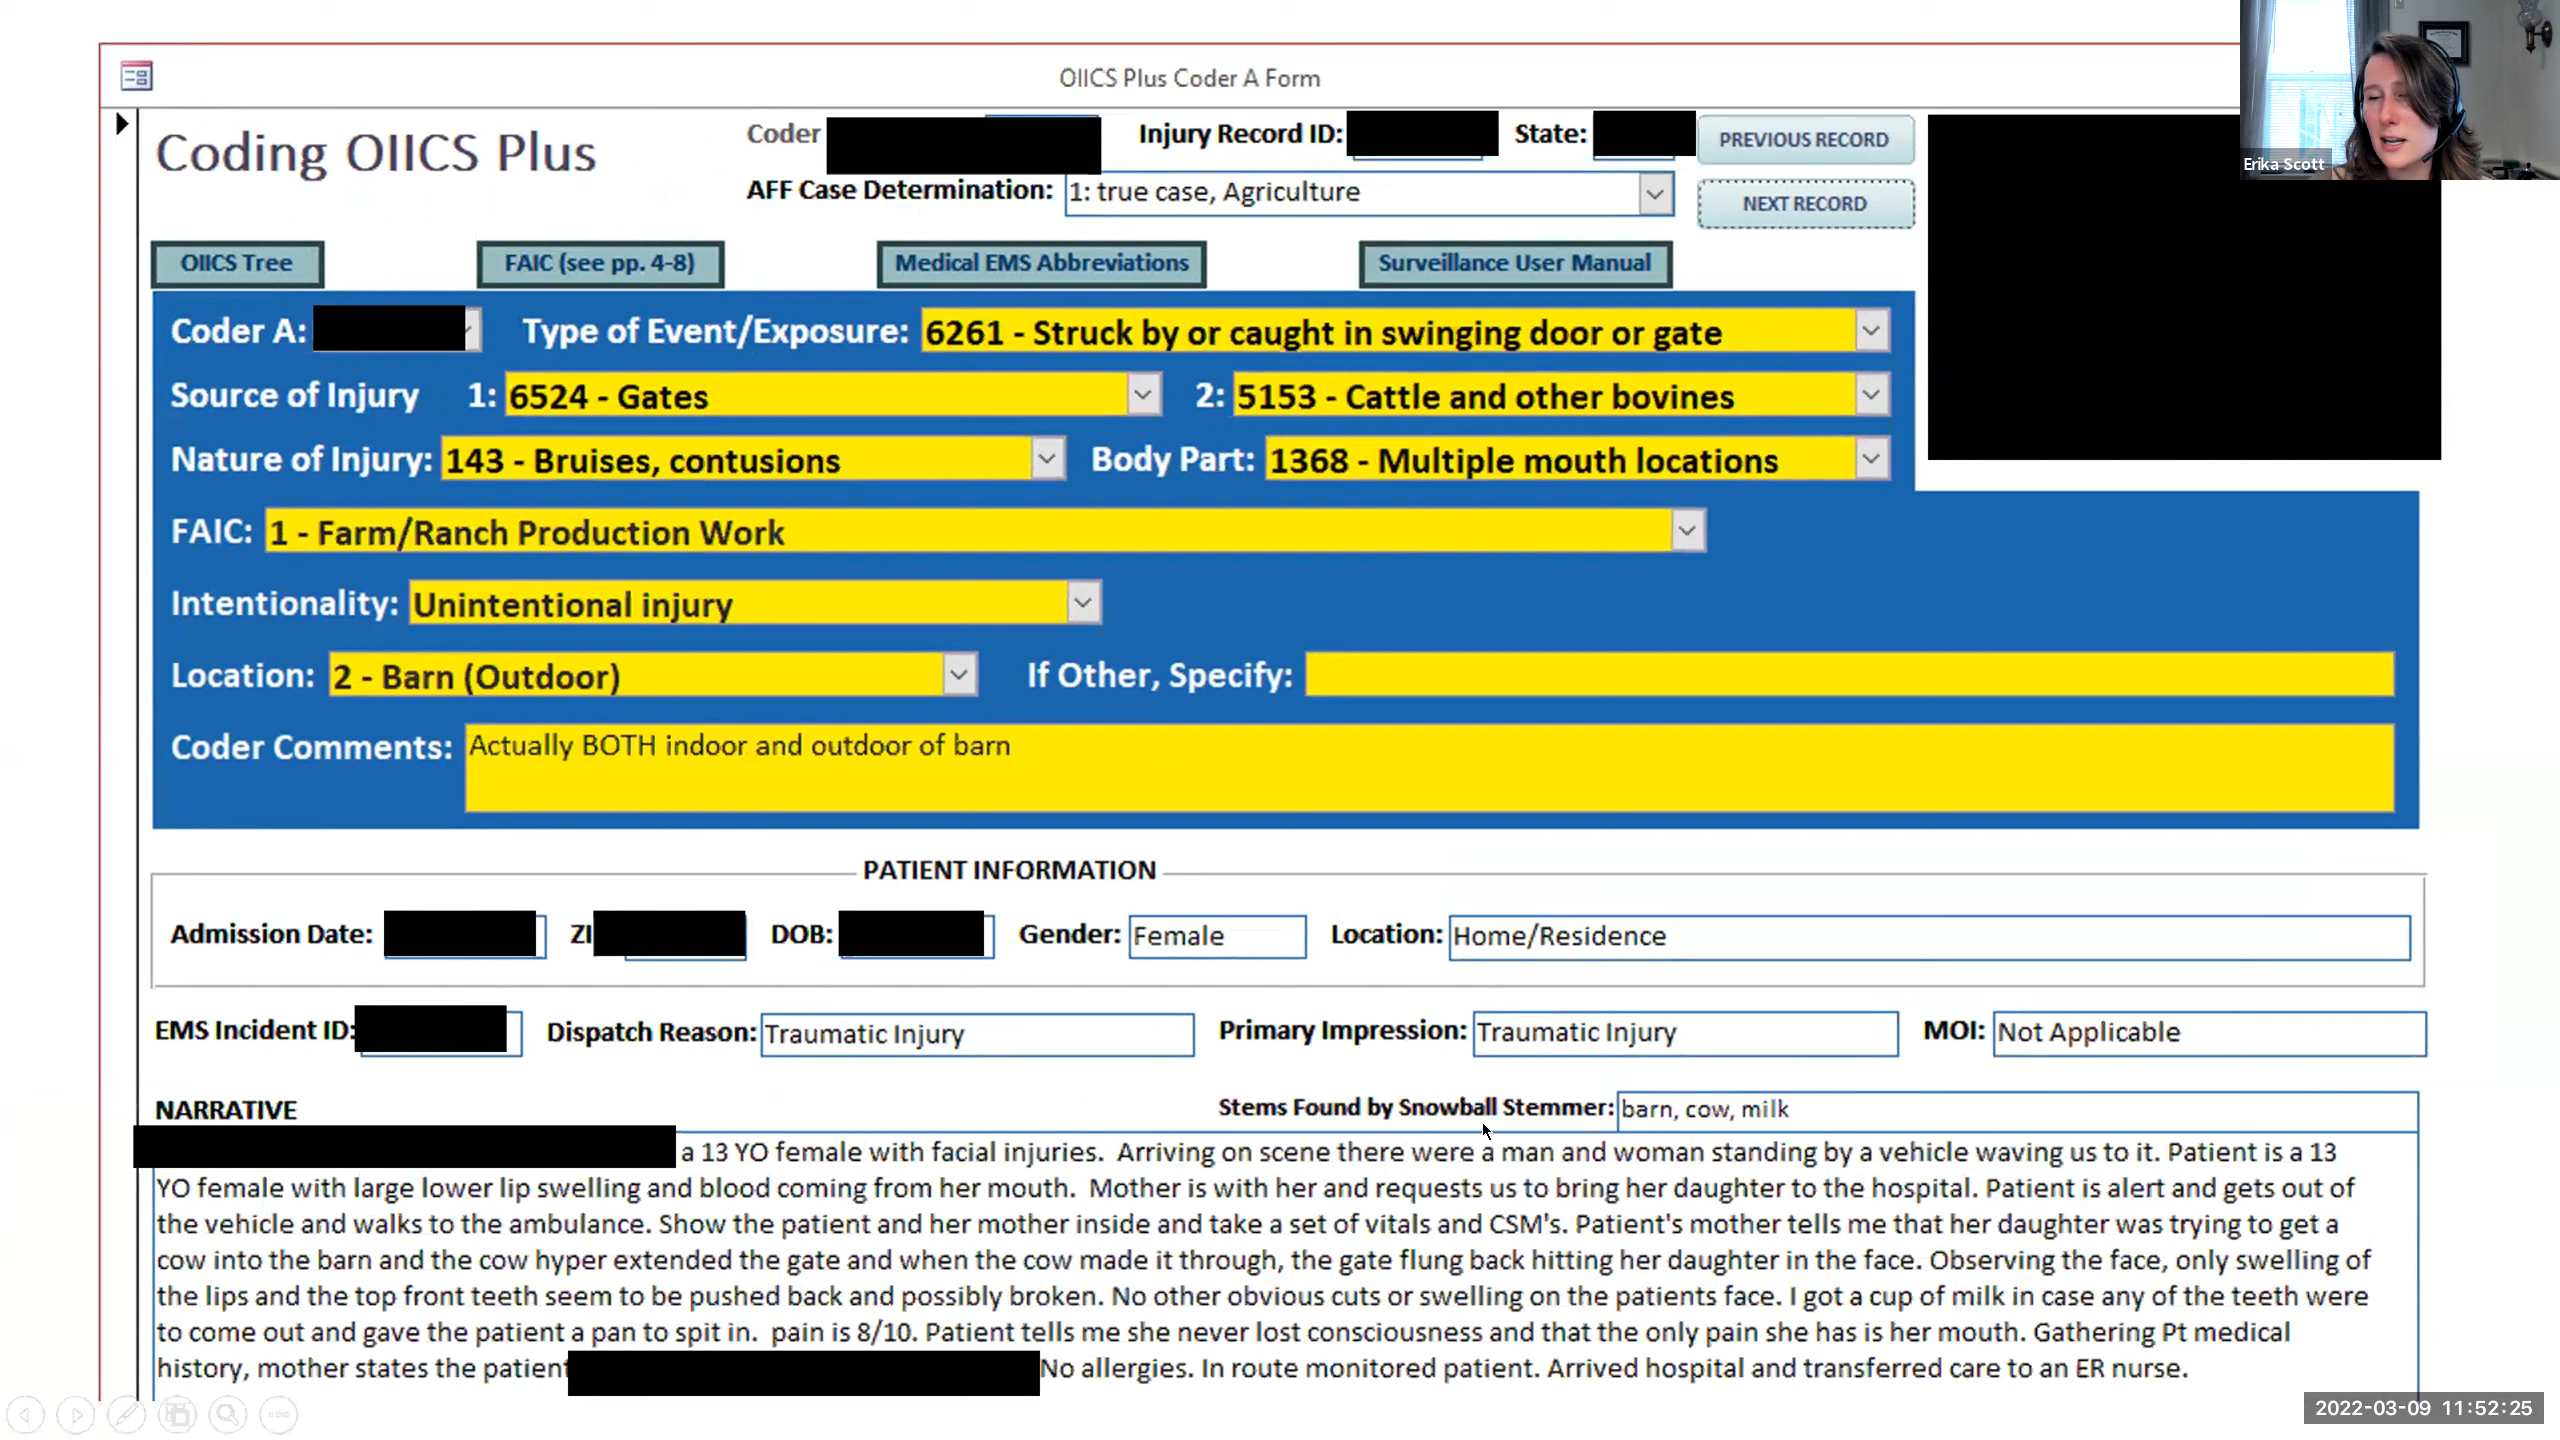 OIICS Plus Coder A Form
Erika Scott
Coding OIICS Plus
Coder
Injury Record ID:
State:
PREVIOUS RECORD
AFF Case Determination: 1: true case, Agriculture
NEXT RECORD
OIICS Tree
FAIC (see pp. 4-8)
Medical EMS Abbreviations
Surveillance User Manual
Coder A:
Type of Event/Exposure: 6261 - Struck by or caught in swinging door or gate
Source of Injury 1: 6524 - Gates 2: 5153 - Cattle and other bovines
Nature of Injury: 143 - Bruises, contusions Body Part: 1368 - Multiple mouth locations
FAIC: 1 - Farm/Ranch Production Work
Intentionality: Unintentional injury
Location: 2 - Barn (Outdoor) If Other, Specify:
Coder Comments: Actually BOTH indoor and outdoor of barn
PATIENT INFORMATION
Admission Date: ZI DOB: Gender: Female Location: Home/Residence
EMS Incident ID: Dispatch Reason: Traumatic Injury Primary Impression: Traumatic Injury MOI: Not Applicable
NARRATIVE
Stems Found by Snowball Stemmer: barn, cow, milk
a 13 YO female with facial injuries. Arriving on scene there were a man and woman standing by a vehicle waving us to it. Patient is a 13
YO female with large lower lip swelling and blood coming from her mouth. Mother is with her and requests us to bring her daughter to the hospital. Patient is alert and gets out of
the vehicle and walks to the ambulance. Show the patient and her mother inside and take a set of vitals and CSM's. Patient's mother tells me that her daughter was trying to get a
cow into the barn and the cow hyper extended the gate and when the cow made it through, the gate flung back hitting her daughter in the face. Observing the face, only swelling of
the lips and the top front teeth seem to be pushed back and possibly broken. No other obvious cuts or swelling on the patients face. I got a cup of milk in case any of the teeth were
to come out and gave the patient a pan to spit in. pain is 8/10. Patient tells me she never lost consciousness and that the only pain she has is her mouth. Gathering Pt medical
history, mother states the patient No allergies. In route monitored patient. Arrived hospital and transferred care to an ER nurse.
2022-03-09 11:52:25